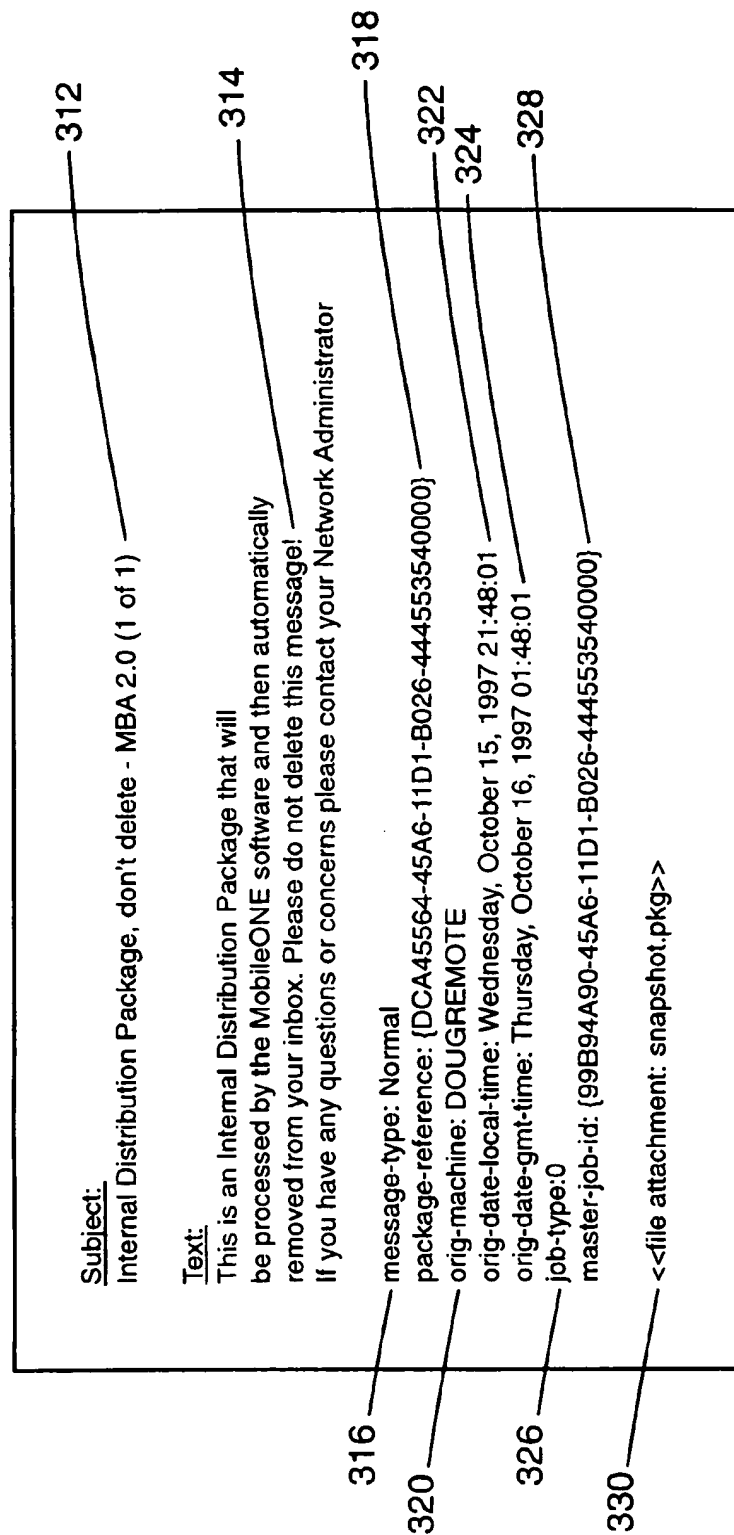 Subject:
Internal Distribution Package, don't delete - MBA 2.0 (1 of 1)
312
Text:
This is an Internal Distribution Package that will
be processed by the MobileONE software and then automatically
removed from your inbox. Please do not delete this message!
314
If you have any questions or concerns please contact your Network Administrator
316
message-type: Normal
package-reference: {DCA45564-45A6-11D1-B026-444553540000}
318
320
orig-machine: DOUGREMOTE
orig-date-local-time: Wednesday, October 15, 1997 21:48:01
322
orig-date-gmt-time: Thursday, October 16, 1997 01:48:01
324
326
job-type:0
master-job-id: {99B94A90-45A6-11D1-B026-444553540000}
328
330
<<file attachment: snapshot.pkg>>